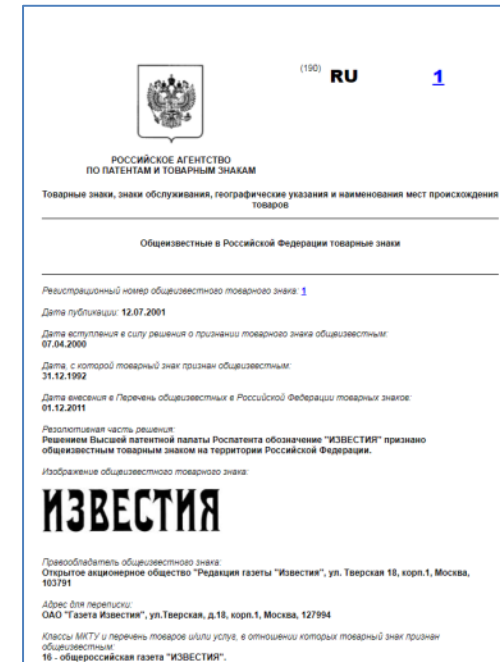 (190) RU 1
РОССИЙСКОЕ АГЕНТСТВО
ПО ПАТЕНТАМ И ТОВАРНЫМ ЗНАКАМ
Товарные знаки, знаки обслуживания, географические указания и наименования мест происхождения
товаров
Общеизвестные в Российской Федерации товарные знаки
Регистрационный номер общеизвестного товарного знака: 1
Дата публикации: 12.07.2001
Дата вступления в силу решения о признании товарного знака общеизвестным:
07.04.2000
Дата, с которой товарный знак признан общеизвестным:
31.12.1992
Дата внесения в Перечень общеизвестных в Российской Федерации товарных знаков:
01.12.2011
Резолютивная часть решения:
Решением Высшей патентной палаты Роспатента обозначение "ИЗВЕСТИЯ" признано
общеизвестным товарным знаком на территории Российской Федерации.
Изображение общеизвестного товарного знака:
ИЗВЕСТИЯ
Правообладатель общеизвестного знака:
Открытое акционерное общество "Редакция газеты "Известия", ул. Тверская 18, корп.1, Москва,
103791
Адрес для переписки:
ОАО "Газета Известия", ул.Тверская, д.18, корп.1, Москва, 127994
Классы МКТУ и перечень товаров и/или услуг, в отношении которых товарный знак признан
общеизвестным:
16 - общероссийская газета "ИЗВЕСТИЯ".